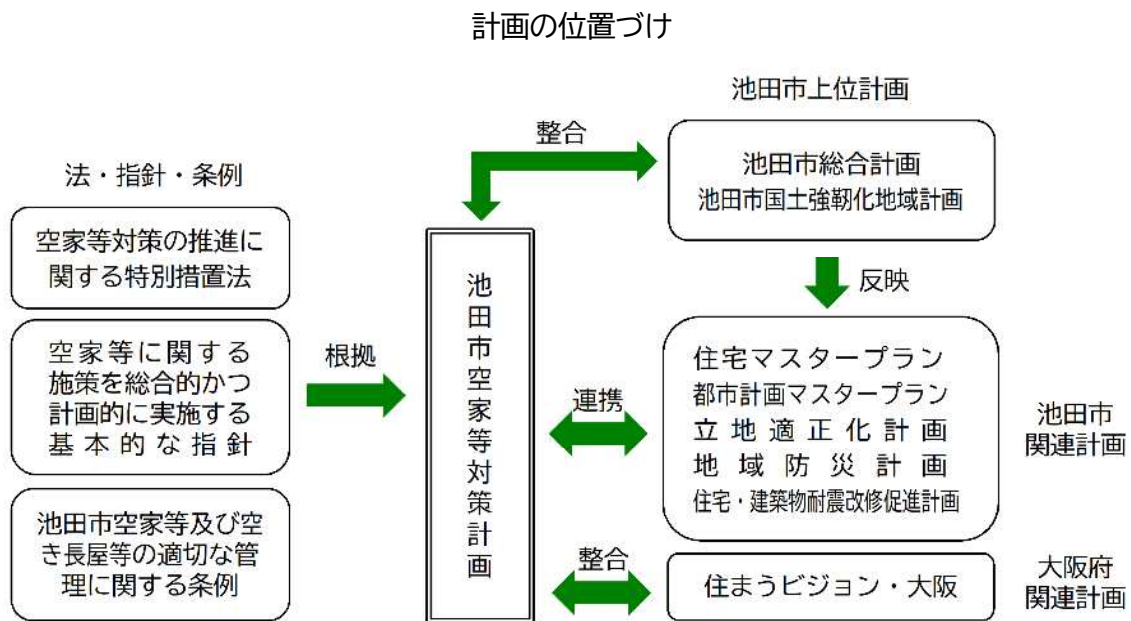 計画の位置づけ
池田市上位計画
整合
池田市総合計画
池田市国土強靭化地域計画
法・指針・条例
空家等対策の推進に
関する特別措置法
空家等に関する
施策を総合的かつ
計画的に実施する
基本的な指針
池田市空家等及び空
き長屋等の適切な管
理に関する条例
根拠
池田市空家等対策計画
反映
連携
住宅マスタープラン
都市計画マスタープラン
立地適正化計画
地域防災計画
住宅・建築物耐震改修促進計画
池田市
関連計画
整合
住まうビジョン・大阪
大阪府
関連計画